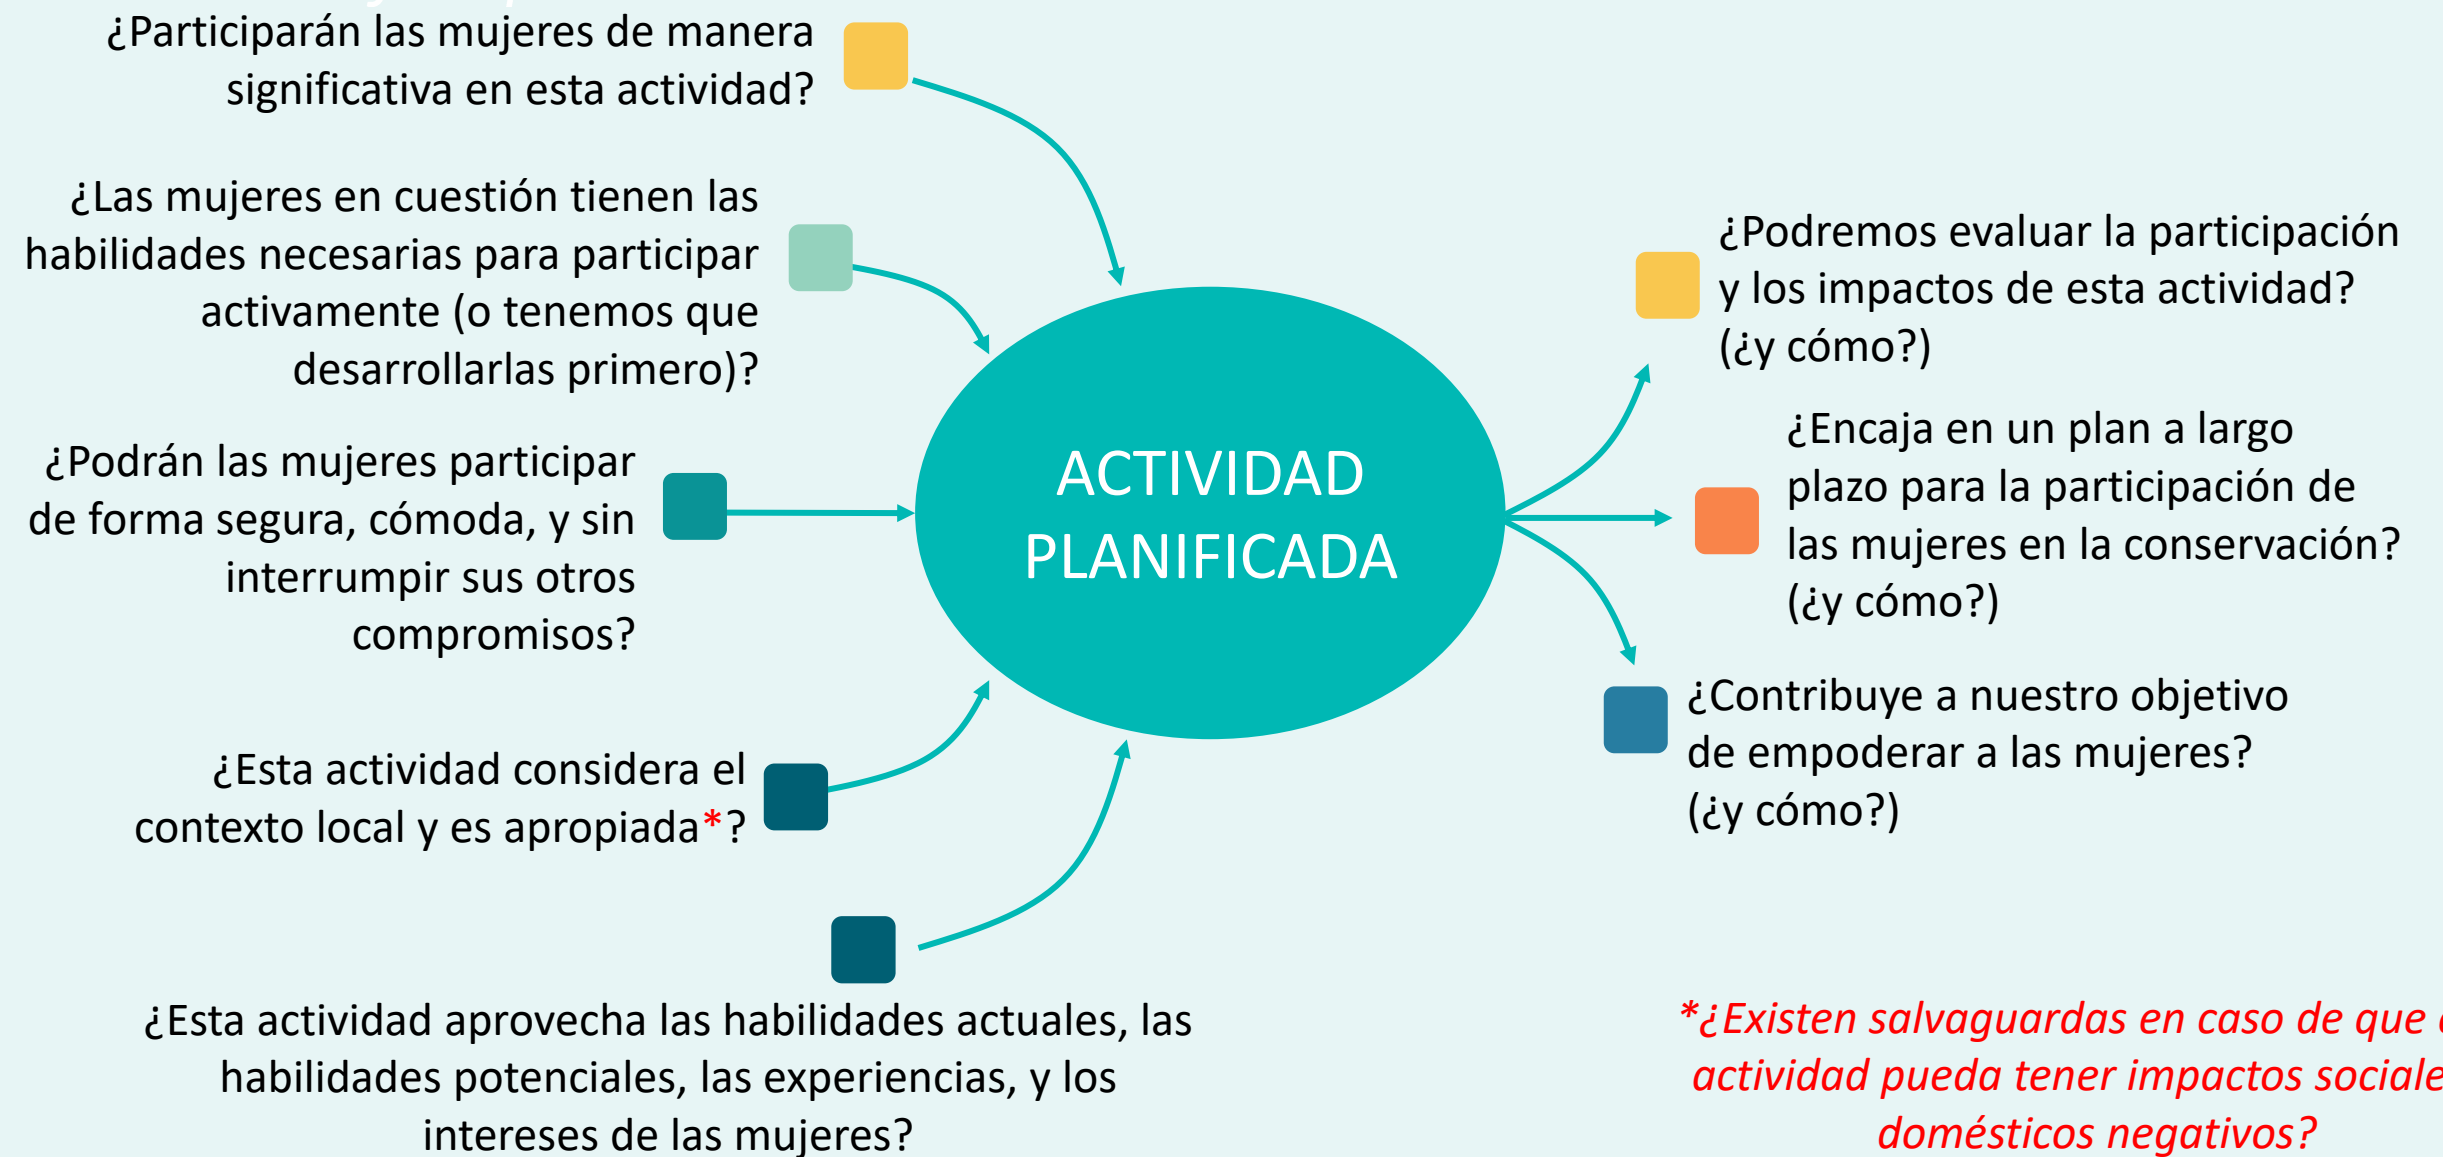 ¿Participarán las mujeres de manera
significativa en esta actividad?
¿Las mujeres en cuestión tienen las
habilidades necesarias para participar
activamente (o tenemos que
desarrollarlas primero)?
¿Podrán las mujeres participar
de forma segura, cómoda, y sin
interrumpir sus otros
compromisos?
¿Esta actividad considera el
contexto local y es apropiada*?
¿Esta actividad aprovecha las habilidades actuales, las
habilidades potenciales, las experiencias, y los
intereses de las mujeres?
ACTIVIDAD
PLANIFICADA
¿Podremos evaluar la participación
y los impactos de esta actividad?
(¿y cómo?)
¿Encaja en un plan a largo
plazo para la participación de
las mujeres en la conservación?
(¿y cómo?)
¿Contribuye a nuestro objetivo
de empoderar a las mujeres?
(¿y cómo?)
*¿Existen salvaguardas en caso de que
actividad pueda tener impactos
domésticos negativos?